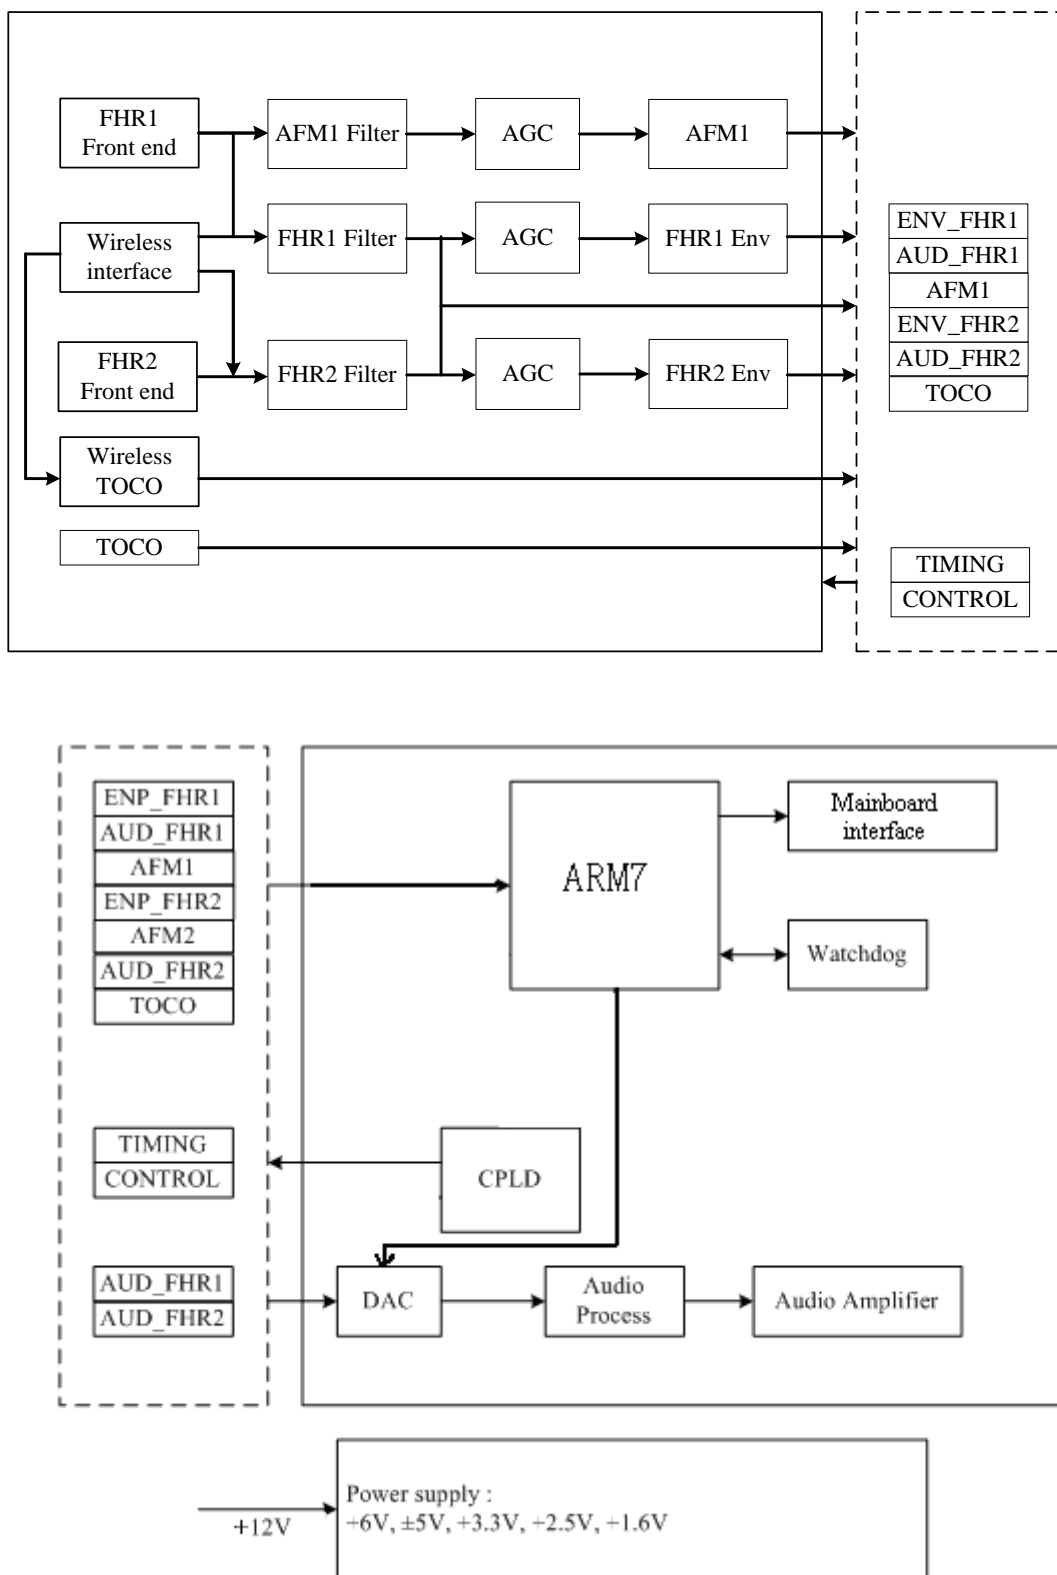 FHR1
Front end
AFM1 Filter
AGC
AFM1
Wireless
interface
FHR1 Filter
AGC
FHR1 Env
FHR2
Front end
FHR2 Filter
AGC
FHR2 Env
Wireless
TOCO
TOCO
ENV_FHR1
AUD_FHR1
AFM1
ENV_FHR2
AUD_FHR2
TOCO
TIMING
CONTROL
ENP_FHR1
AUD_FHR1
AFM1
ENP_FHR2
AFM2
AUD_FHR2
TOCO
TIMING
CONTROL
AUD_FHR1
AUD_FHR2
ARM7
Mainboard
interface
Watchdog
CPLD
DAC
Audio
Process
Audio Amplifier
+12V
Power supply :
+6V, ±5V, +3.3V, +2.5V, +1.6V